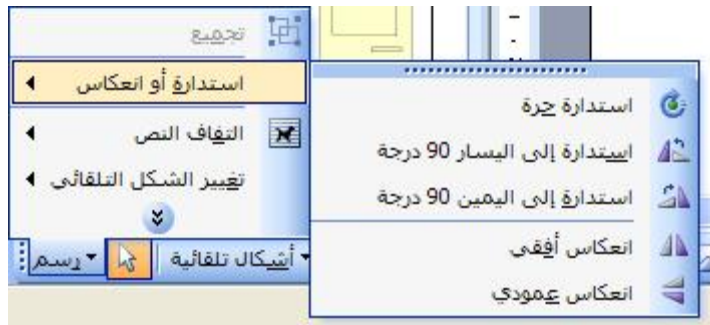 تجميع
استدارة أو انعكاس
التفاف النص
تغيير الشكل التلقائي
رسم
أشكال تلقائية
استدارة حرة
استدارة إلى اليسار 90 درجة
استدارة إلى اليمين 90 درجة
انعكاس أفقي
انعكاس عمودي